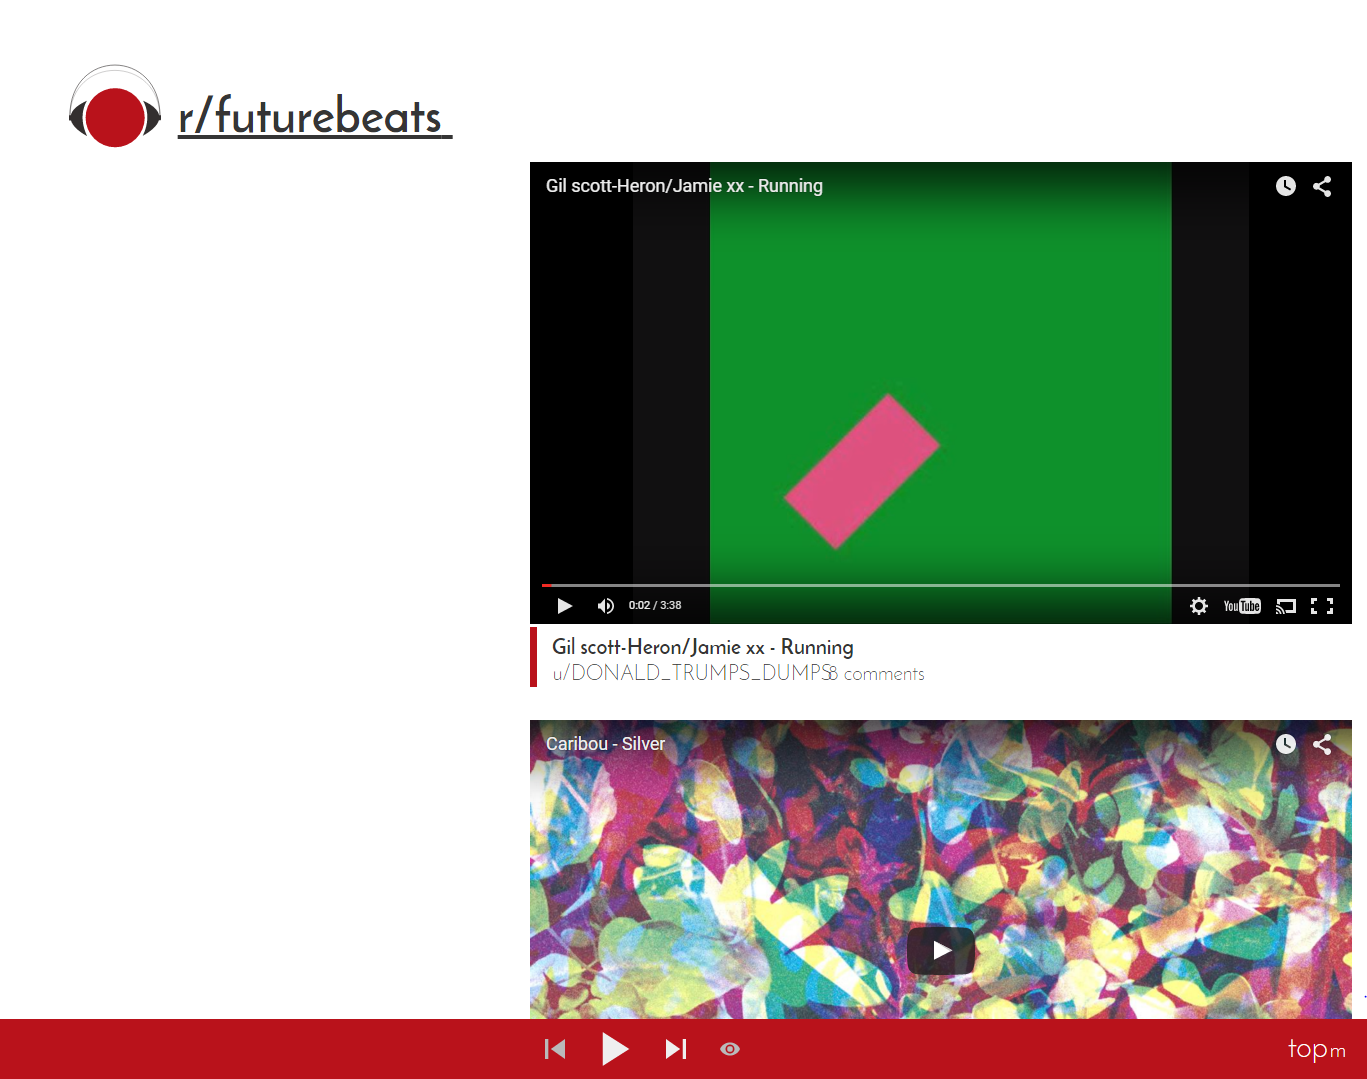 r/futurebeats
Gil scott-Heron/Jamie xx - Running
0:02 / 3:38
YouTube
Gil scott-Heron/Jamie xx - Running
u/DONALD_TRUMPS_DUMPS 8 comments
Caribou - Silver
top m